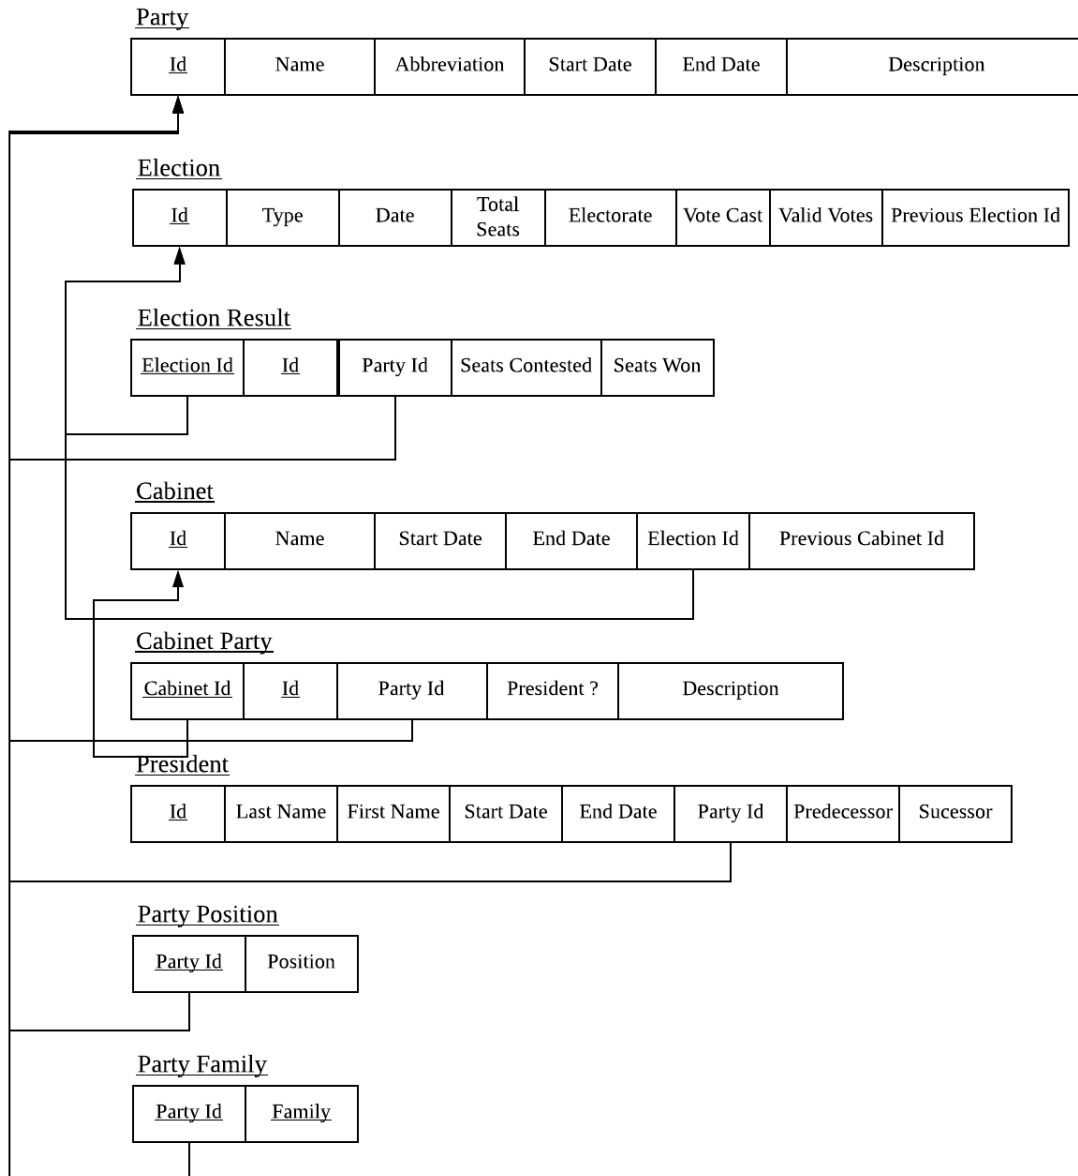 Party
Id Name Abbreviation Start Date End Date Description
Election
Id Type Date Total Seats Electorate Vote Cast Valid Votes Previous Election Id
Election Result
Election Id Id Party Id Seats Contested Seats Won
Cabinet
Id Name Start Date End Date Election Id Previous Cabinet Id
Cabinet Party
Cabinet Id Id Party Id President ? Description
President
Id Last Name First Name Start Date End Date Party Id Predecessor Sucessor
Party Position
Party Id Position
Party Family
Party Id Family